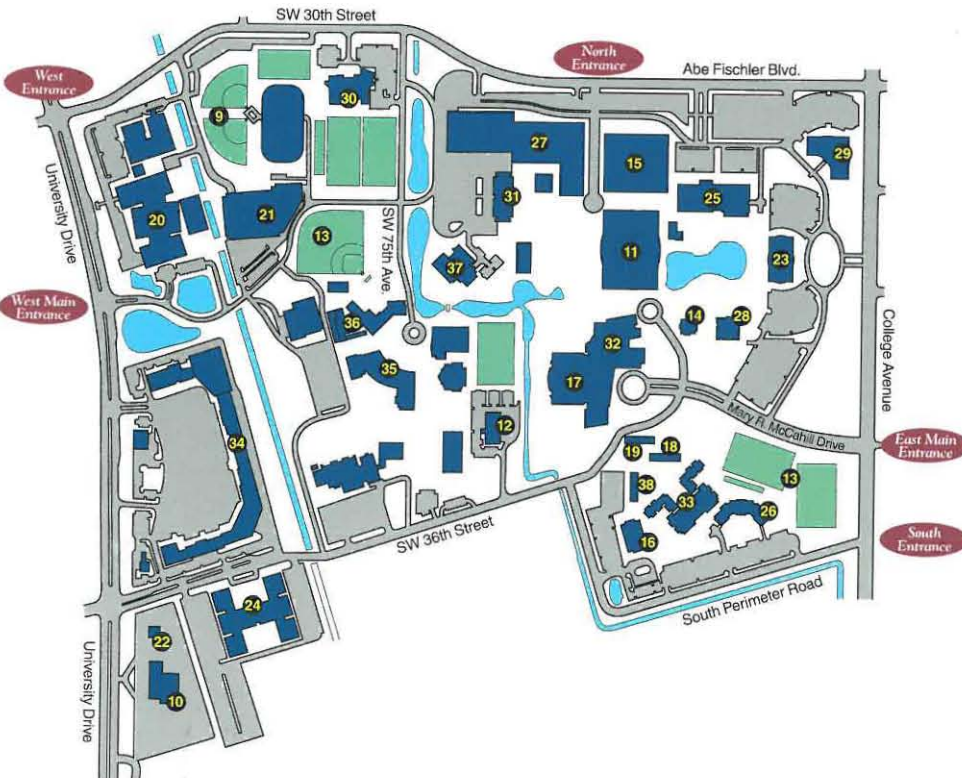 SW 30th Street
North
Entrance
Abe Fischler Blvd.
West
Entrance
30
9
27
15
29
University Drive
20
21
31
25
13
SW 75th Ave.
11
23
37
West Main
Entrance
36
14
28
32
College Avenue
35
17
34
12
Mary R. McCahill Drive
East Main
Entrance
19
18
13
38
33
26
SW 36th Street
16
South
Entrance
South Perimeter Road
24
22
University Drive
10